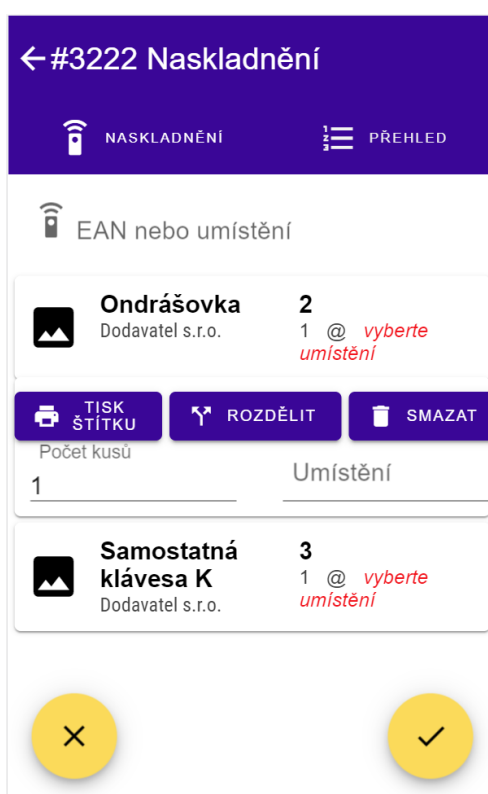 #3222 Naskladnění
NASKLADNĚNÍ
PŘEHLED
EAN nebo umístění
Ondrášovka
Dodavatel s.r.o.
2
1 @ vyberte
umístění
TISK
ŠTÍTKU
ROZDĚLIT
SMAZAT
Počet kusů
1
Umístění
Samostatná
klávesa K
Dodavatel s.r.o.
3
1 @ vyberte
umístění